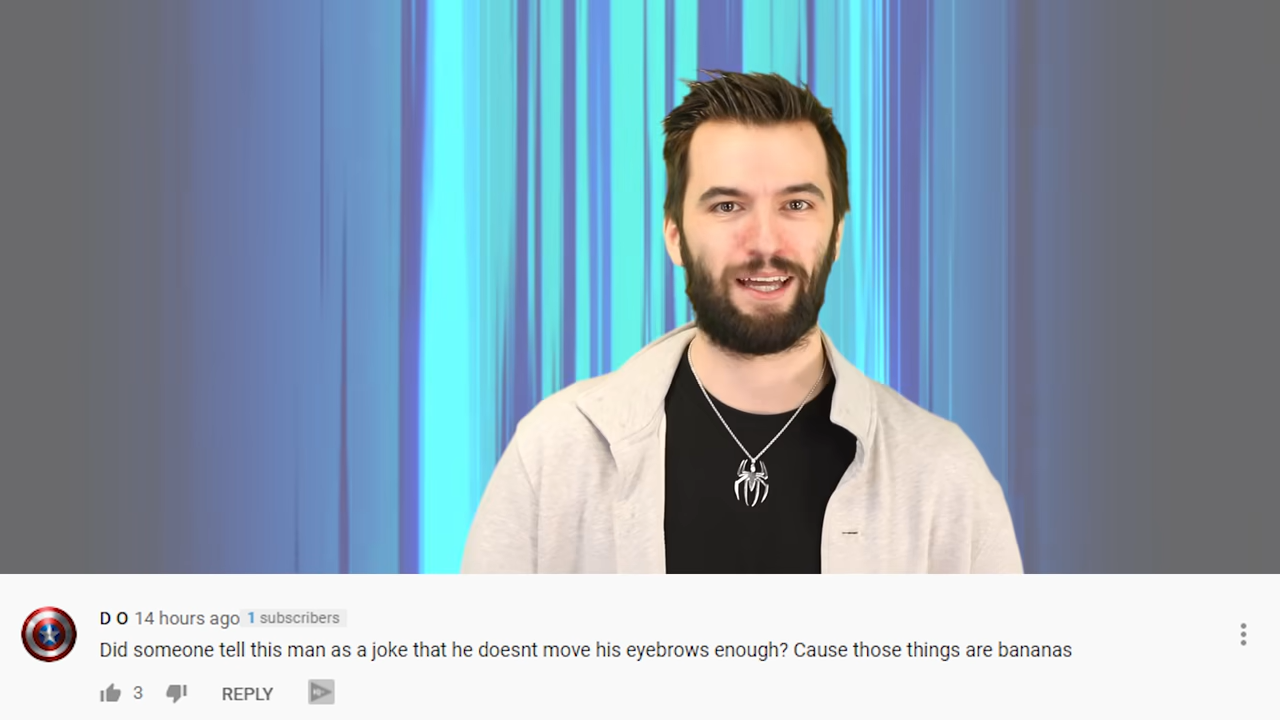 D O 14 hours ago 1 subscribers
Did someone tell this man as a joke that he doesnt move his eyebrows enough? Cause those things are bananas
3 REPLY